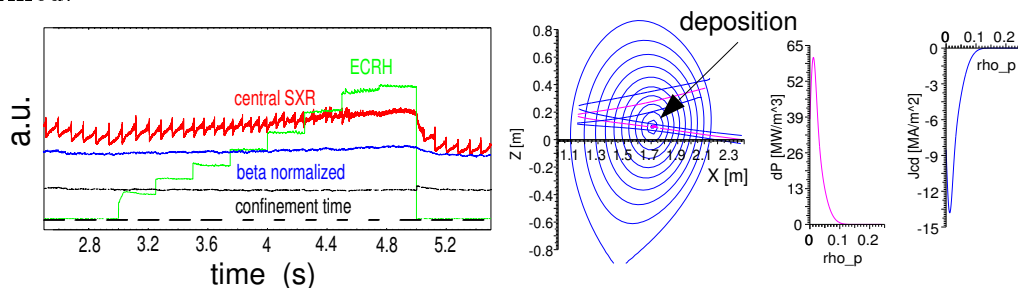 ECRH
central SXR
beta normalized
confinement time
a.u.
2.8 3.2 3.6 4 4.4 4.8 5.2
time (s)
deposition
0.8
0.6
0.4
0.2
0
-0.2
-0.4
-0.6
-0.8
Z [m]
1.1 1.3 1.5 1.7 1.9 2.1 2.3
X [m]
65
52
39
26
13
0
dP [MW/m^3]
0 0.1 0.2
rho_p
0 0.1 0.2
rho_p
0
-3
-6
-9
-12
-15
Jcd [MA/m^2]